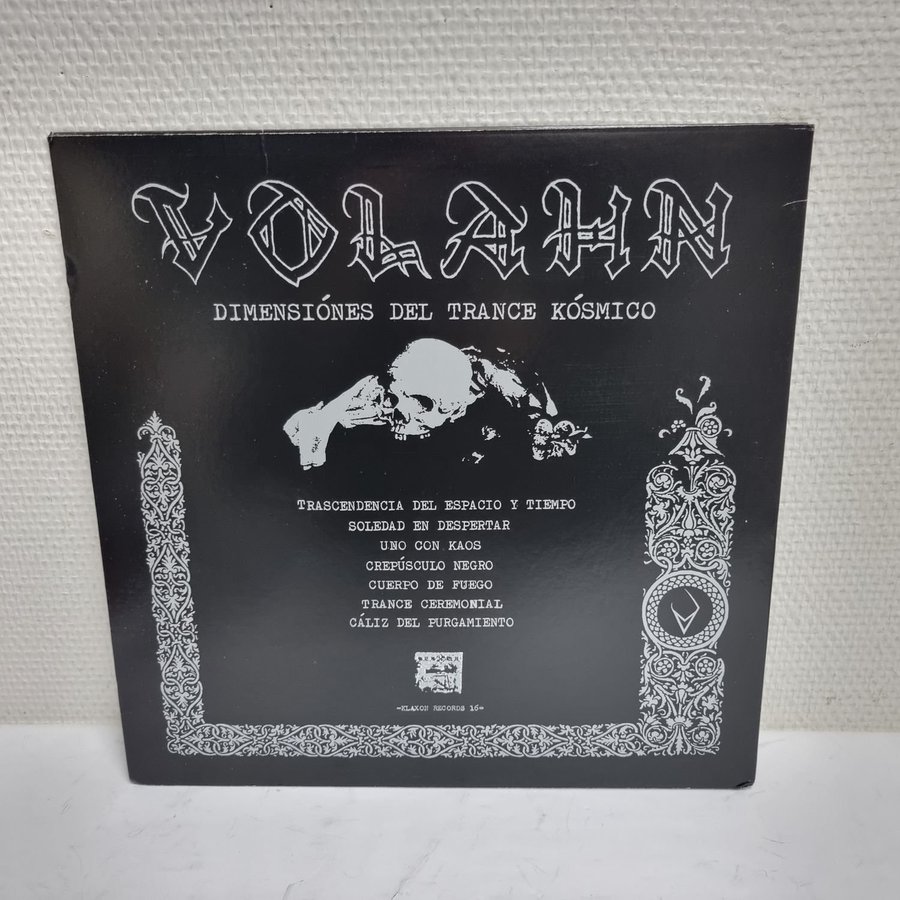 VOLAHN
DIMENSIÓNES DEL TRANCE KÓSMICO
TRASCENDENCIA DEL ESPACIO Y TIEMPO
SOLEDAD EN DESPERTAR
UNO CON KAOS
CREPÚSCULO NEGRO
CUERPO DE FUEGO
TRANCE CEREMONIAL
CÁLIZ DEL PURGAMIENTO
-KLAXON RECORDS 16-